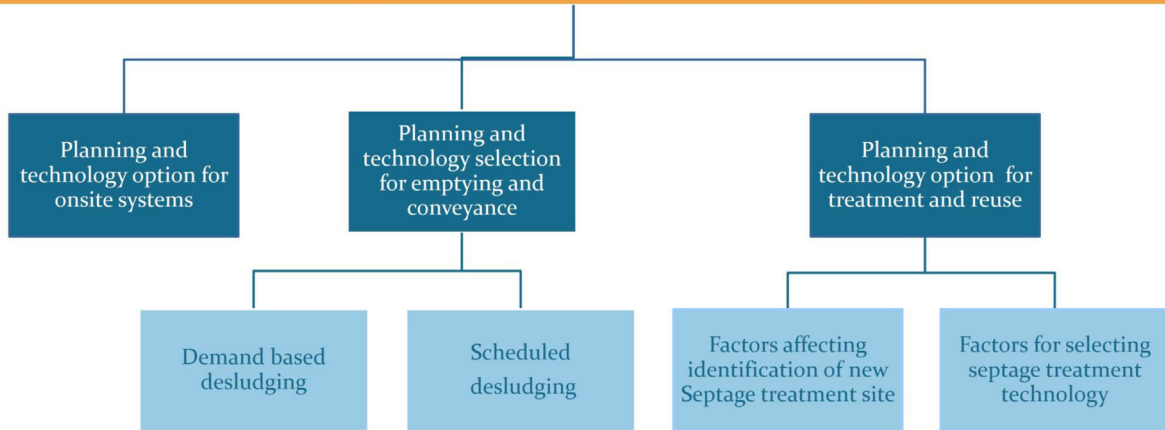 Planning and
technology option for
onsite systems
Planning and
technology selection
for emptying and
conveyance
Planning and
technology option for
treatment and reuse
Demand based
desludging
Scheduled
desludging
Factors affecting
identification of new
Septage treatment site
Factors for selecting
septage treatment
technology